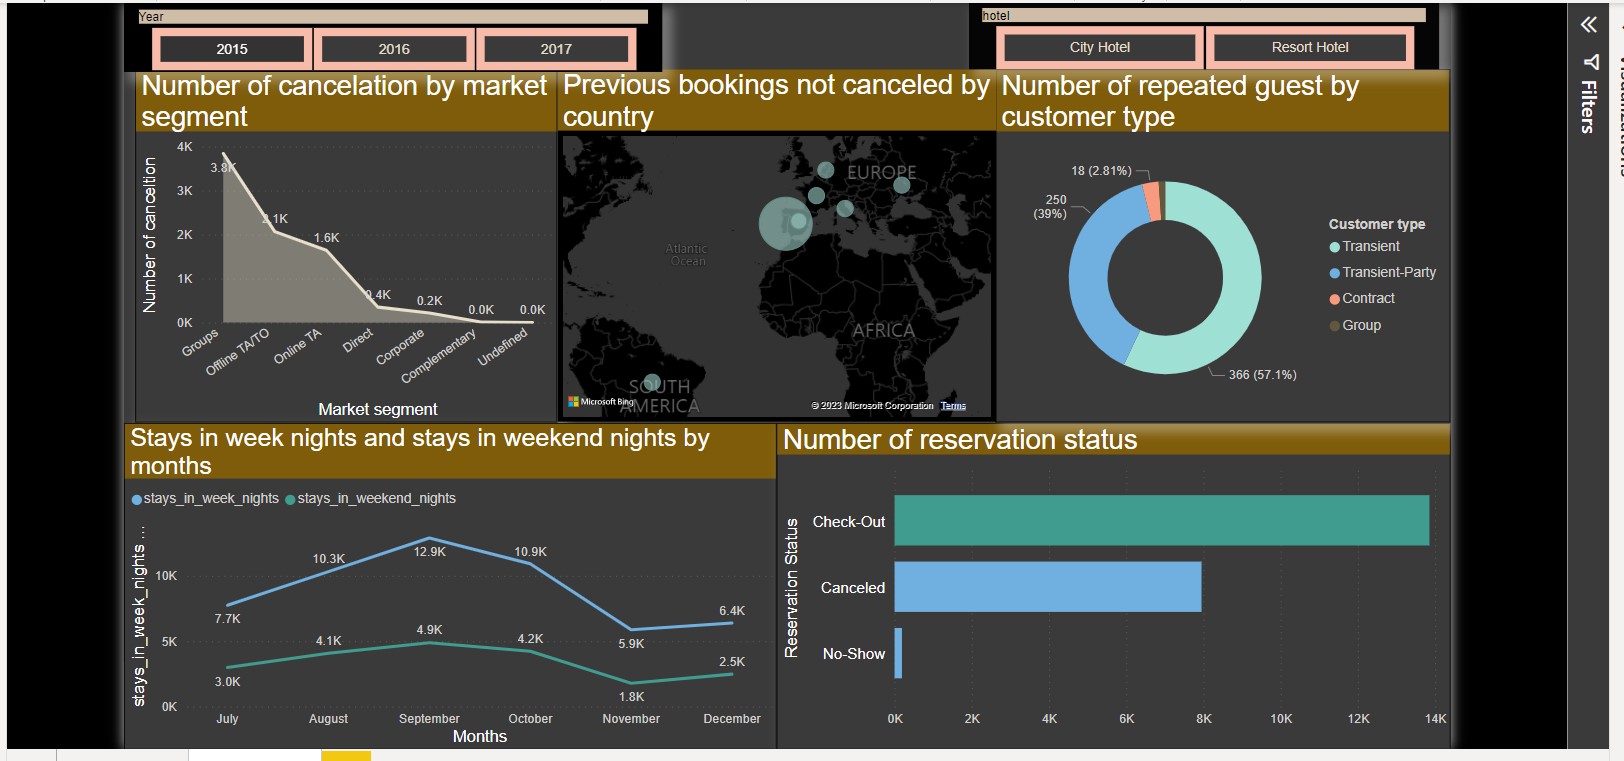 Year
2015
2016
2017
hotel
City Hotel
Resort Hotel
Filters
Number of cancelation by market
segment
4K
3K
2K
1K
0K
Number of canceltion
3.8K
2.1K
1.6K
0.4K
0.2K
0.0K
0.0K
Groups
Offline TA/TO
Online TA
Direct
Corporate
Complementary
Undefined
Market segment
Previous bookings not canceled by
country
EUROPE
Atlantic
Ocean
AFRICA
SOUTH
AMERICA
Microsoft Bing
© 2023 Microsoft Corporation Terms
Number of repeated guest by
customer type
18 (2.81%)
250
(39%)
366 (57.1%)
Customer type
Transient
Transient-Party
Contract
Group
Stays in week nights and stays in weekend nights by
months
stays_in_week_nights
stays_in_weekend_nights
stays_in_week_nights ...
10K
5K
0K
7.7K
10.3K
12.9K
10.9K
5.9K
6.4K
3.0K
4.1K
4.9K
4.2K
1.8K
2.5K
July
August
September
October
November
December
Months
Number of reservation status
Reservation Status
Check-Out
Canceled
No-Show
0K
2K
4K
6K
8K
10K
12K
14K